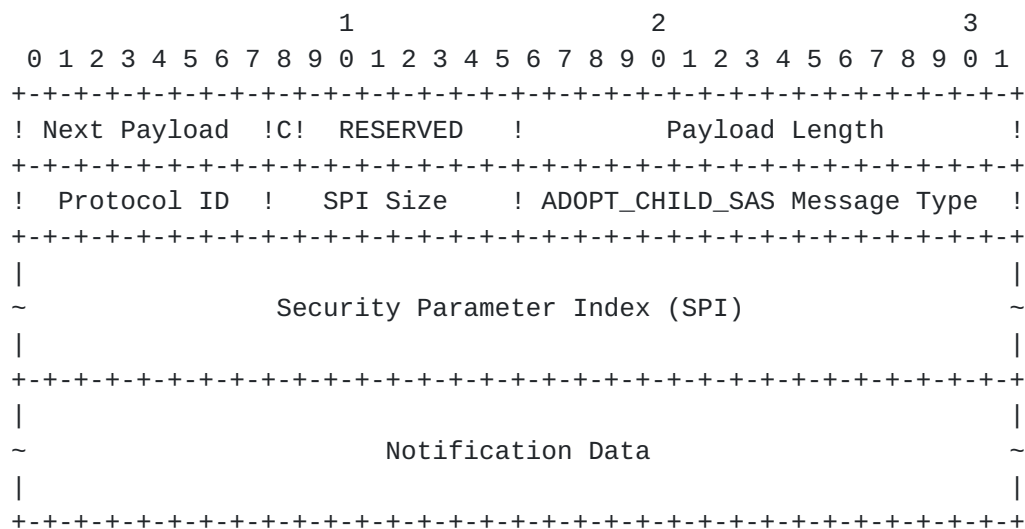 1                   2                   3
 0 1 2 3 4 5 6 7 8 9 0 1 2 3 4 5 6 7 8 9 0 1 2 3 4 5 6 7 8 9 0 1
+-+-+-+-+-+-+-+-+-+-+-+-+-+-+-+-+-+-+-+-+-+-+-+-+-+-+-+-+-+-+-+-+
! Next Payload  !C!  RESERVED   !         Payload Length        !
+-+-+-+-+-+-+-+-+-+-+-+-+-+-+-+-+-+-+-+-+-+-+-+-+-+-+-+-+-+-+-+-+
!  Protocol ID  !   SPI Size    ! ADOPT_CHILD_SAS Message Type  !
+-+-+-+-+-+-+-+-+-+-+-+-+-+-+-+-+-+-+-+-+-+-+-+-+-+-+-+-+-+-+-+-+
|                                                               |
~                Security Parameter Index (SPI)                 ~
|                                                               |
+-+-+-+-+-+-+-+-+-+-+-+-+-+-+-+-+-+-+-+-+-+-+-+-+-+-+-+-+-+-+-+-+
|                                                               |
~                       Notification Data                       ~
|                                                               |
+-+-+-+-+-+-+-+-+-+-+-+-+-+-+-+-+-+-+-+-+-+-+-+-+-+-+-+-+-+-+-+-+